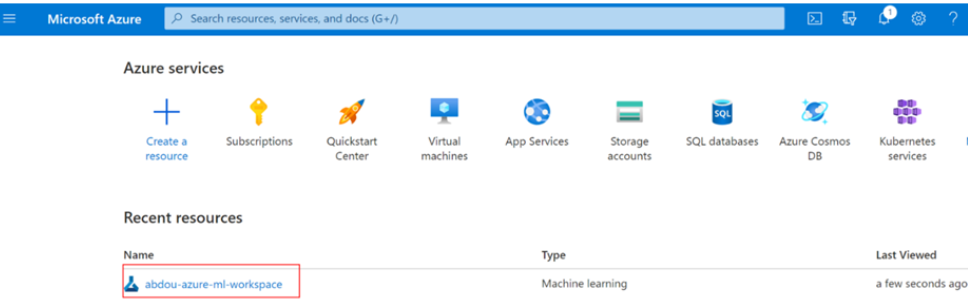 Microsoft Azure
Search resources, services, and docs (G+/)
1
Azure services
Create a resource
Subscriptions
Quickstart Center
Virtual machines
App Services
Storage accounts
SQL
SQL databases
Azure Cosmos DB
Kubernetes services
Recent resources
Name Type Last Viewed
abdou-azure-ml-workspace Machine learning a few seconds ago